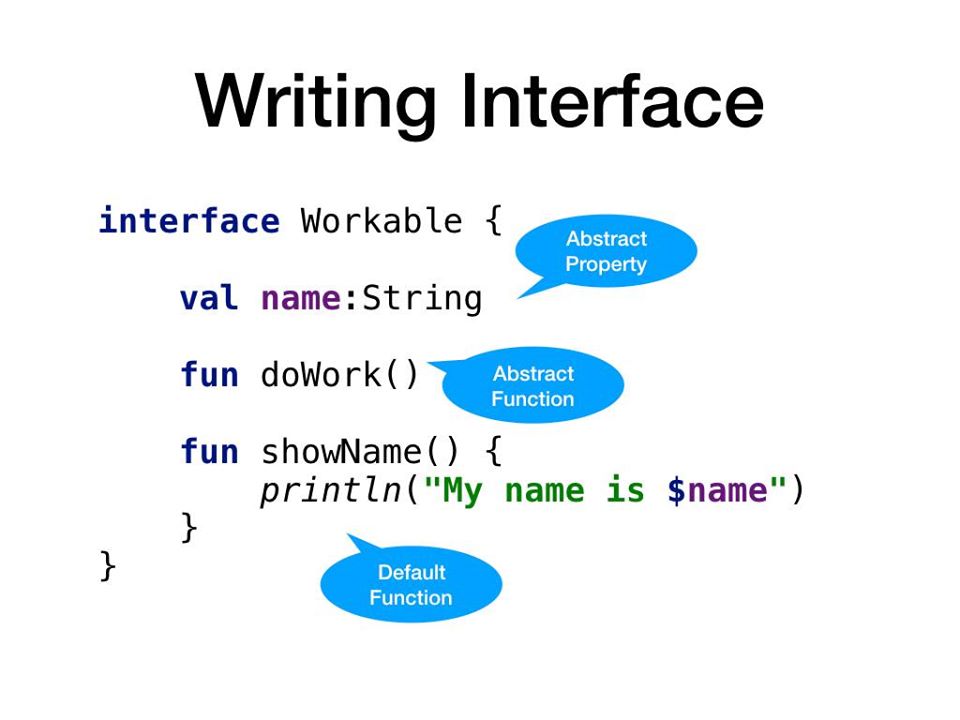 Writing Interface
interface Workable {
Abstract
Property
val name:String
fun doWork()
Abstract
Function
fun showName() {
println("My name is $name")
}
}
Default
Function